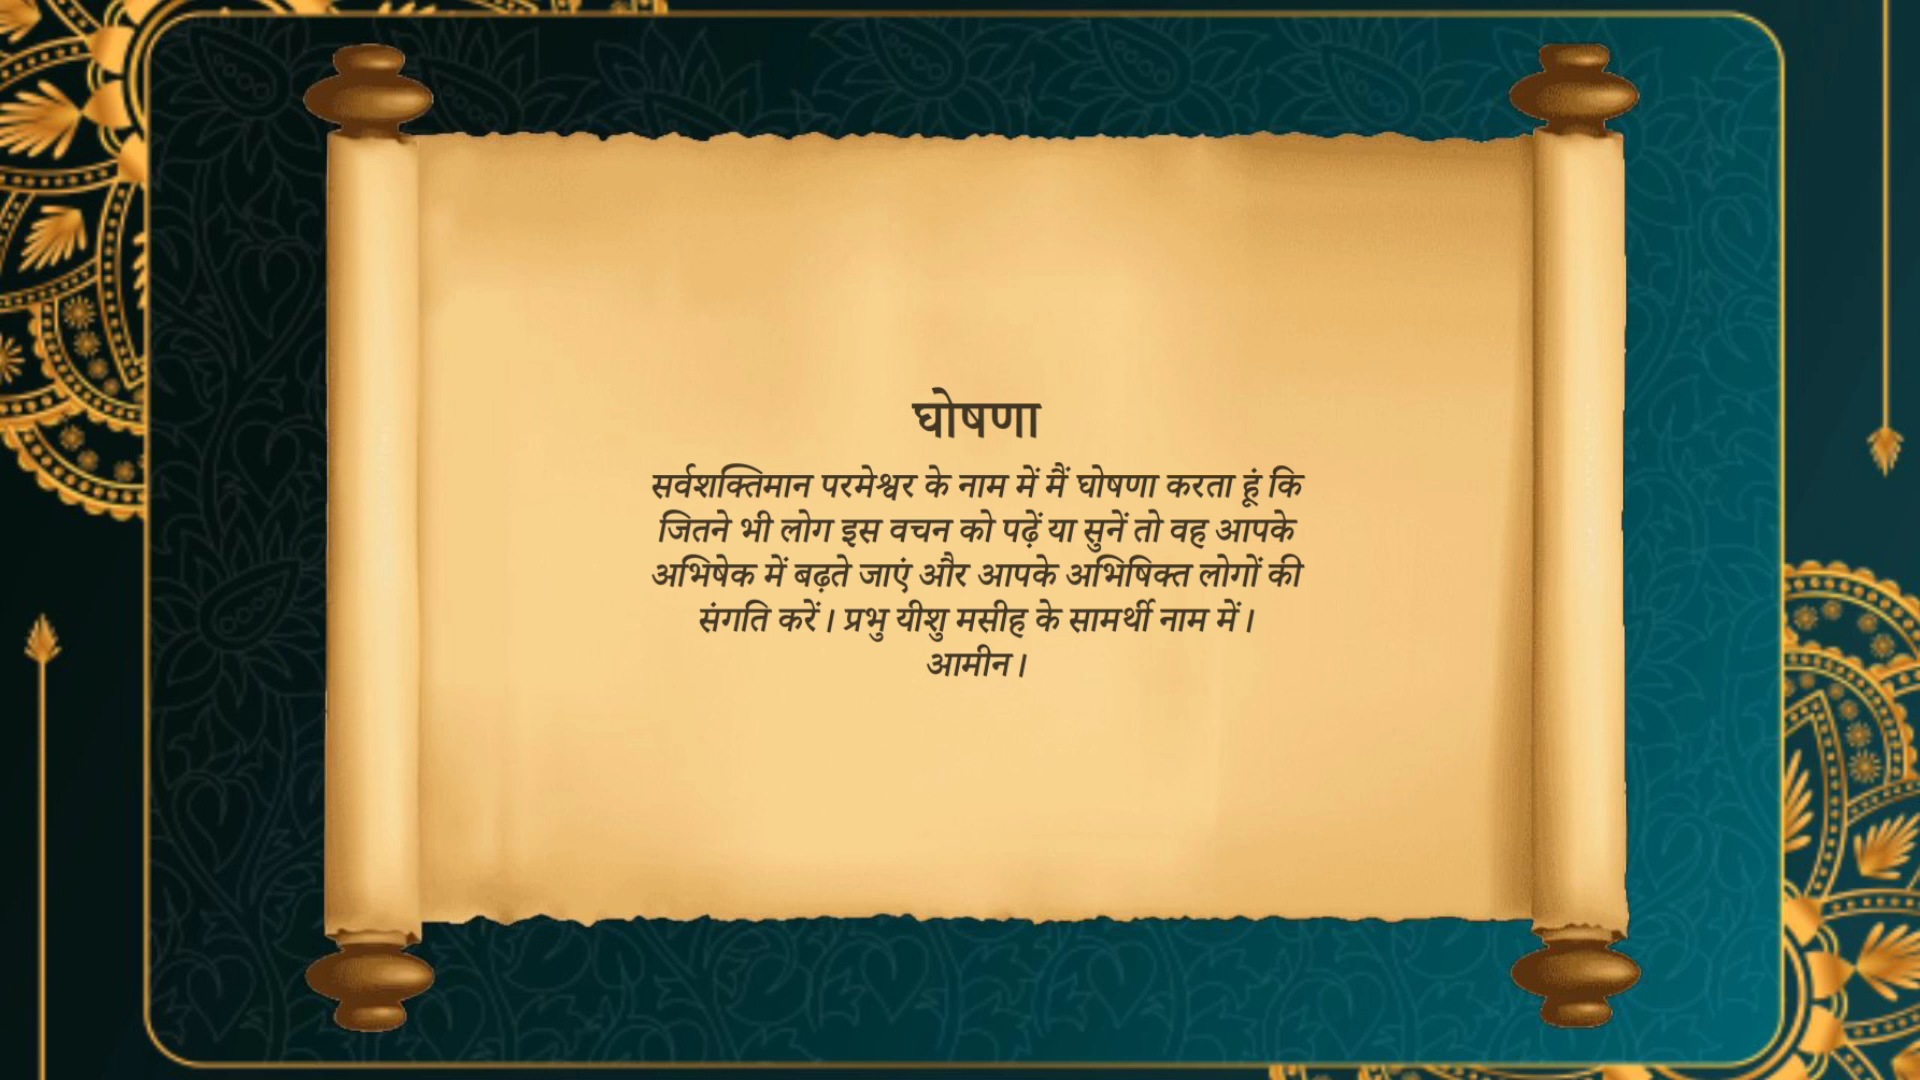 घोषणा
सर्वशक्तिमान परमेश्वर के नाम में मैं घोषणा करता हूं कि
जितने भी लोग इस वचन को पढ़ें या सुनें तो वह आपके
अभिषेक में बढ़ते जाएं और आपके अभिषिक्त लोगों की
संगति करें। प्रभु यीशु मसीह के सामर्थी नाम में।
आमीन।